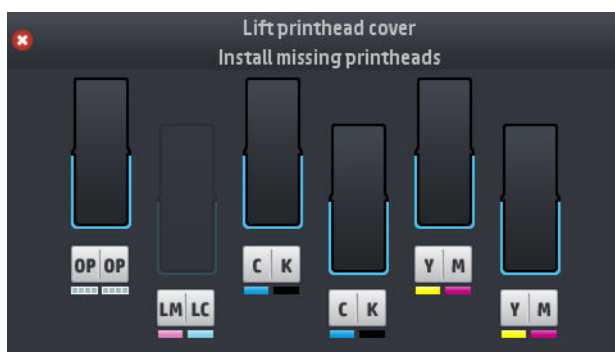 Lift printhead cover
Install missing printheads
OP OP
C K
Y M
LM LC
C K
Y M